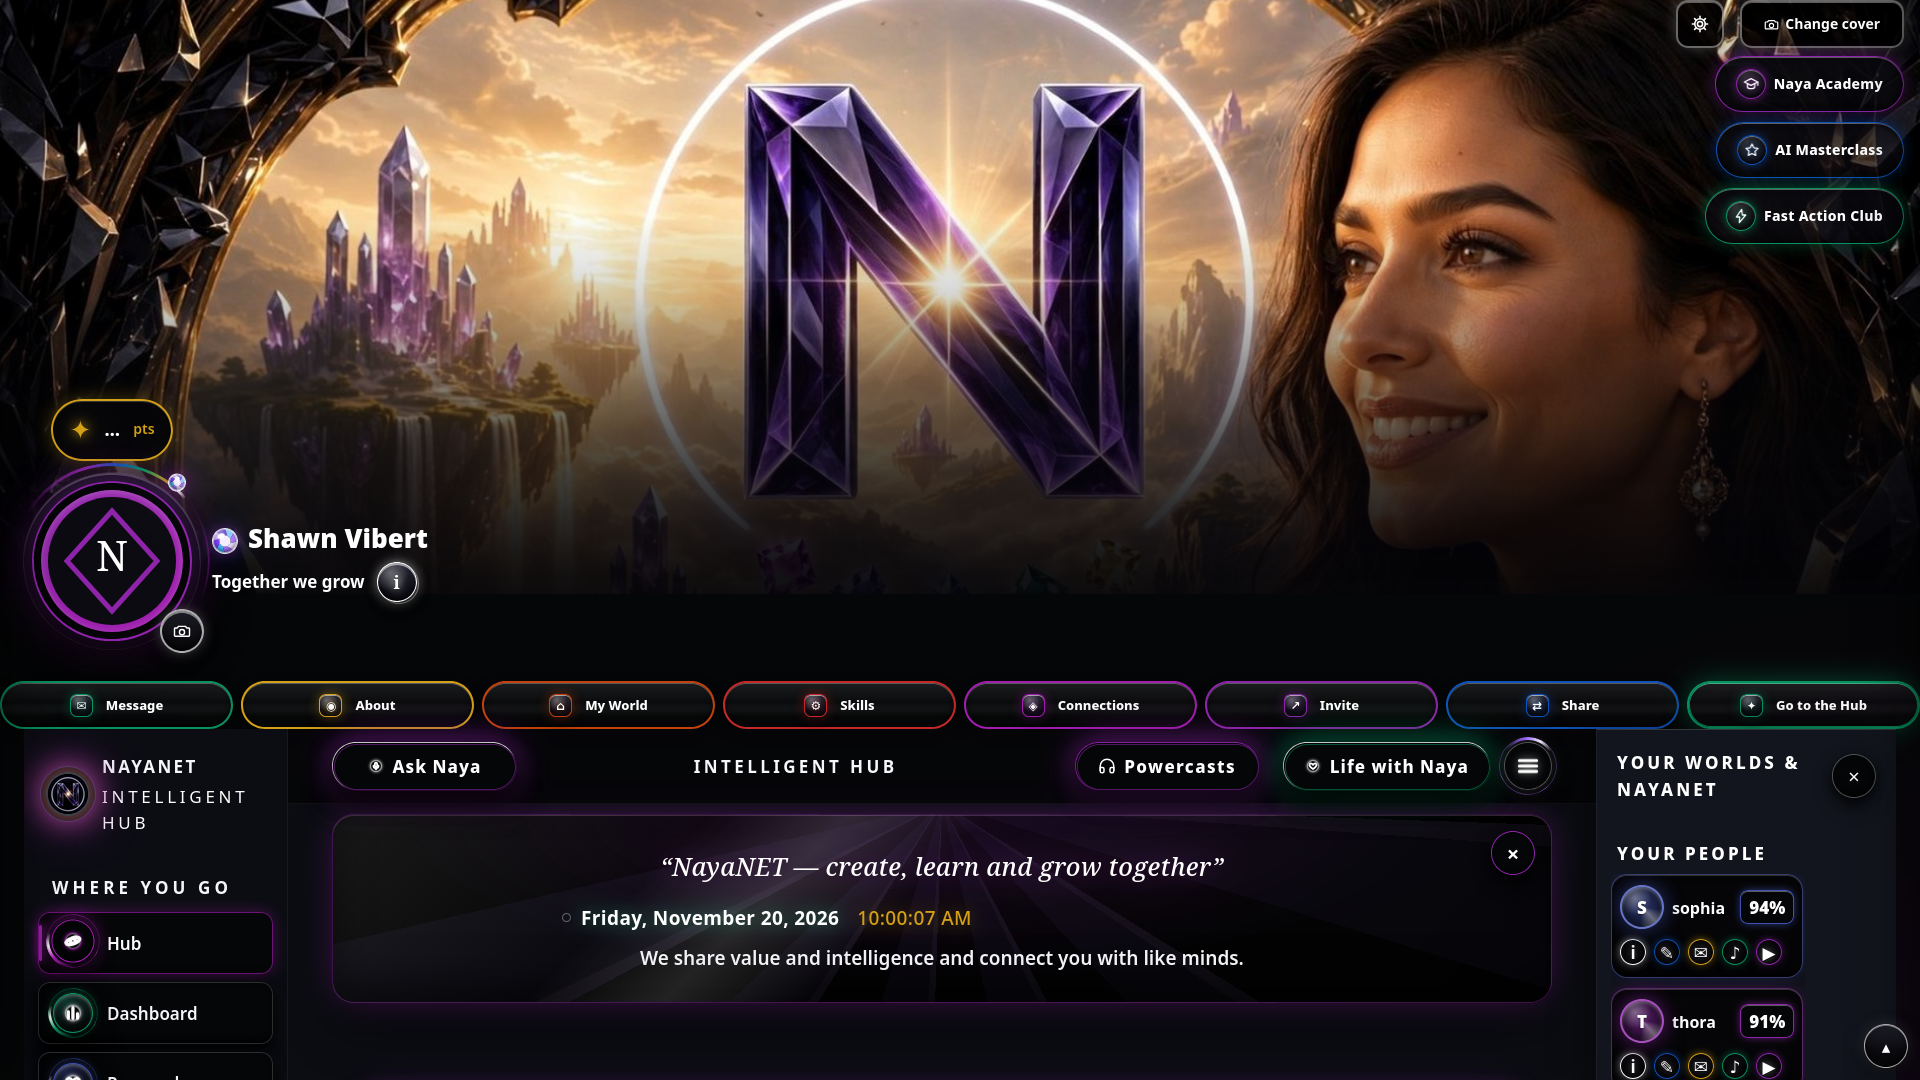 Change cover
Naya Academy
AI Masterclass
Fast Action Club
... pts
N
N
Shawn Vibert
Together we grow i
Message
About
My World
Skills
Connections
Invite
Share
Go to the Hub
NAYANET
INTELLIGENT
HUB
WHERE YOU GO
Hub
Dashboard
Ask Naya
INTELLIGENT HUB
Powercasts
Life with Naya
“NayaNET — create, learn and grow together”
Friday, November 20, 2026 10:00:07 AM
We share value and intelligence and connect you with like minds.
YOUR WORLDS &
NAYANET
YOUR PEOPLE
S sophia 94%
i
T thora 91%
i